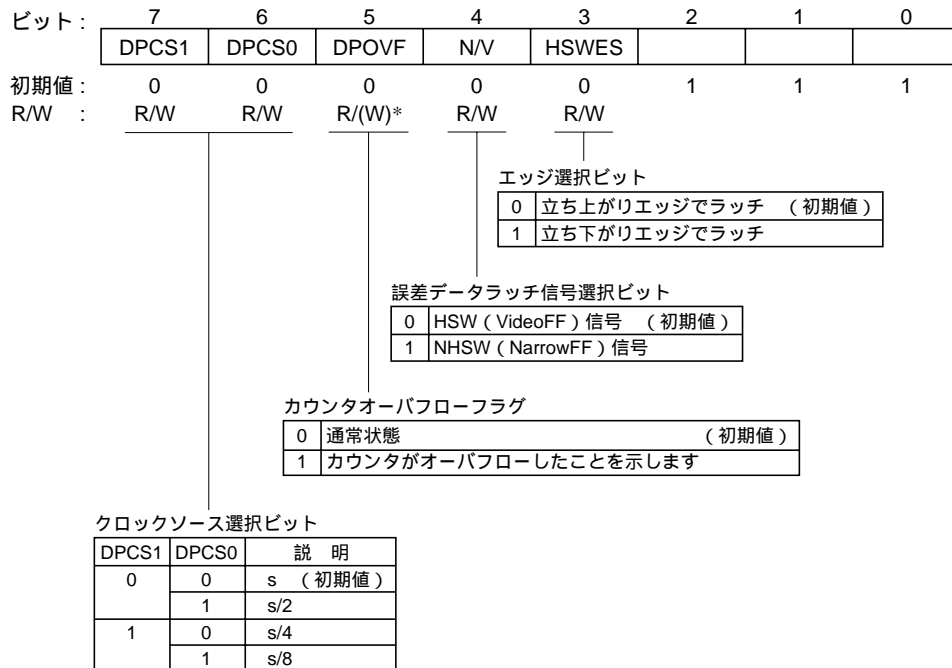 ビット : 7 6 5 4 3 2 1 0
DPCS1 DPCS0 DPOVF N/V HSWES
初期値 : 0 0 0 0 0 1 1 1
R/W : R/W R/W R/(W)* R/W R/W
エッジ選択ビット
0 立ち上がりエッジでラッチ （初期値）
1 立ち下がりエッジでラッチ
誤差データラッチ信号選択ビット
0 HSW（VideoFF）信号 （初期値）
1 NHSW（NarrowFF）信号
カウンタオーバフローフラグ
0 通常状態 （初期値）
1 カウンタがオーバフローしたことを示します
クロックソース選択ビット
DPCS1 DPCS0 説 明
0 0 s （初期値）
1 s/2
1 0 s/4
1 s/8